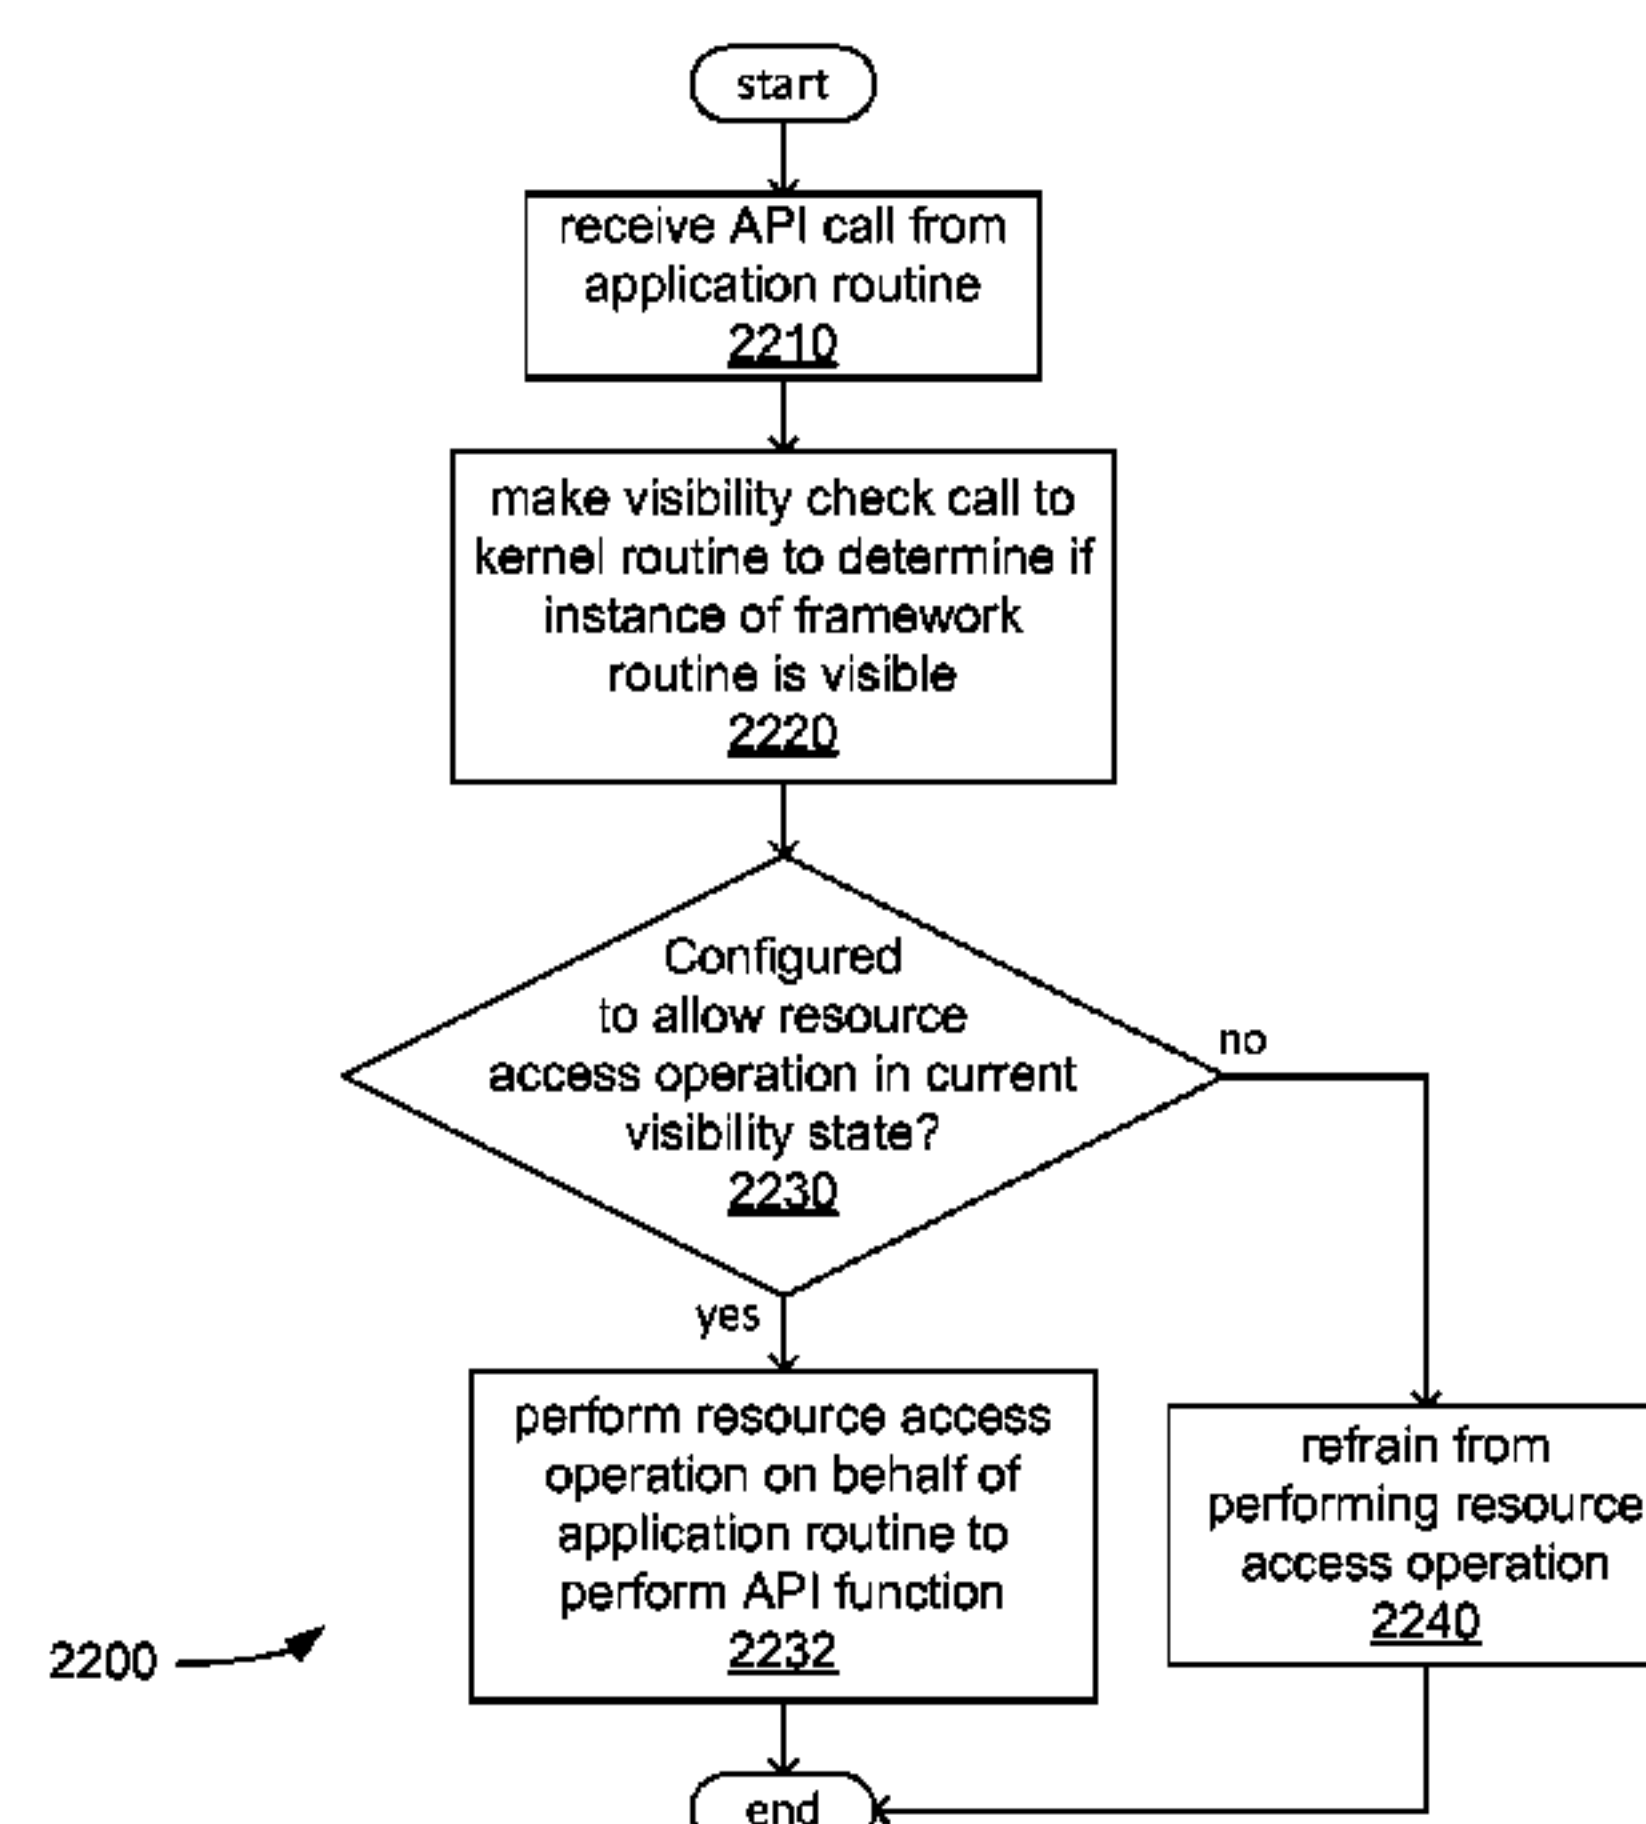 start
receive API call from
application routine
2210
make visibility check call to
kernel routine to determine if
instance of framework
routine is visible
2220
Configured
to allow resource
access operation in current
visibility state?
2230
no
yes
perform resource access
operation on behalf of
application routine to
perform API function
2232
refrain from
performing resource
access operation
2240
2200
end